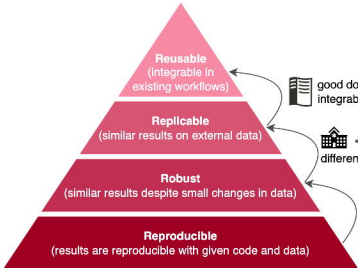 Reusable
(integrable in
existing workflows)
good do
integrab
Replicable
(similar results on external data)
differen
Robust
(similar results despite small changes in data)
Reproducible
(results are reproducible with given code and data)